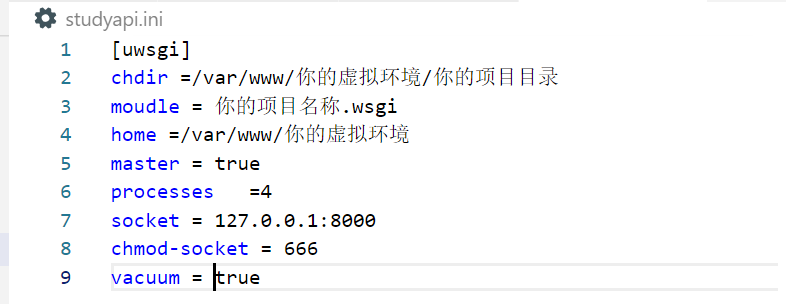 studyapi.ini
1 [uwsgi]
2 chdir =/var/www/你的虚拟环境/你的项目目录
3 moudle = 你的项目名称.wsgi
4 home =/var/www/你的虚拟环境
5 master = true
6 processes   =4
7 socket = 127.0.0.1:8000
8 chmod-socket = 666
9 vacuum = true